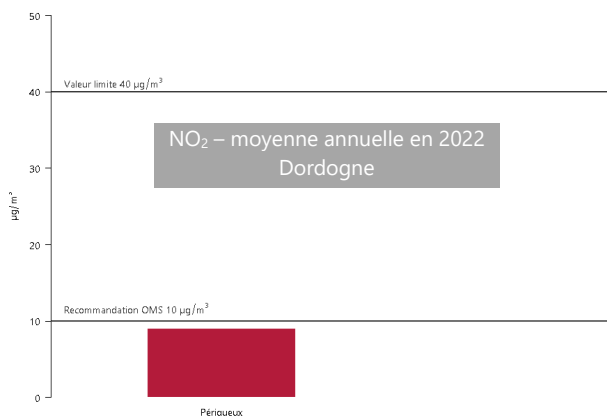 50
Valeur limite 40 µg/m³
40
NO₂ – moyenne annuelle en 2022
Dordogne
30
µg/m³
20
Recommandation OMS 10 µg/m³
10
0
Périgueux